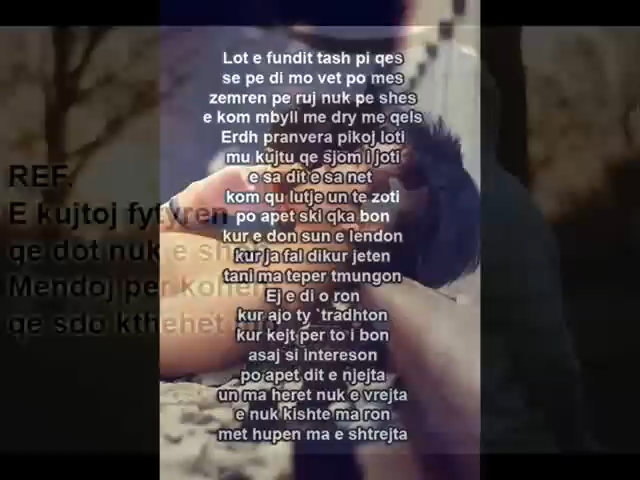 Lot e fundit tash pi qes
se pe di mo vet po mes
zemren pe ruj nuk pe shes
e kom mbyll me dry me qels
Erdh pranvera pikoj loti
mu kujtu qe sjom I joti
e sa dit e sa net
kom qu lutje un te zoti
po apet ski qka bon
kur e don sun e lendon
kur ja fal dikur jeten
tani ma teper tmungon
Ej e di o ron
kur ajo ty `tradhton
kur kejt per to i bon
asaj si intereson
po apet dit e njejta
un ma heret nuk e vrejta
e nuk kishte ma ron
met hupen ma e shtrejta
REF.
E kujtoj fytyren
qe dot nuk e
Mendoj per kohen
qe sdo kthehet